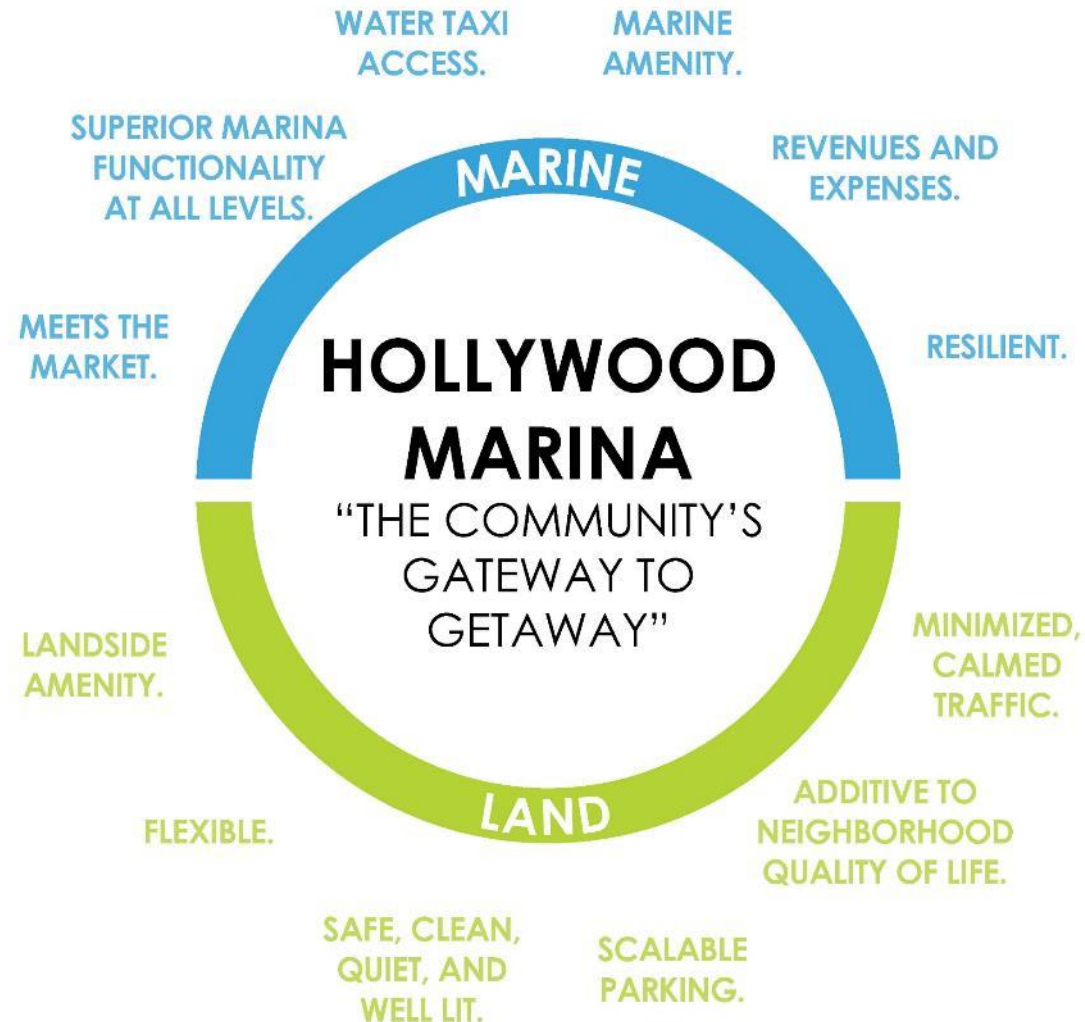 WATER TAXI
ACCESS.
MARINE
AMENITY.
SUPERIOR MARINA
FUNCTIONALITY
AT ALL LEVELS.
REVENUES AND
EXPENSES.
MEETS THE
MARKET.
RESILIENT.
MARINE
HOLLYWOOD
MARINA
“THE COMMUNITY’S
GATEWAY TO
GETAWAY”
LAND
LANDSIDE
AMENITY.
MINIMIZED,
CALMED
TRAFFIC.
FLEXIBLE.
ADDITIVE TO
NEIGHBORHOOD
QUALITY OF LIFE.
SAFE, CLEAN,
QUIET, AND
WELL LIT.
SCALABLE
PARKING.